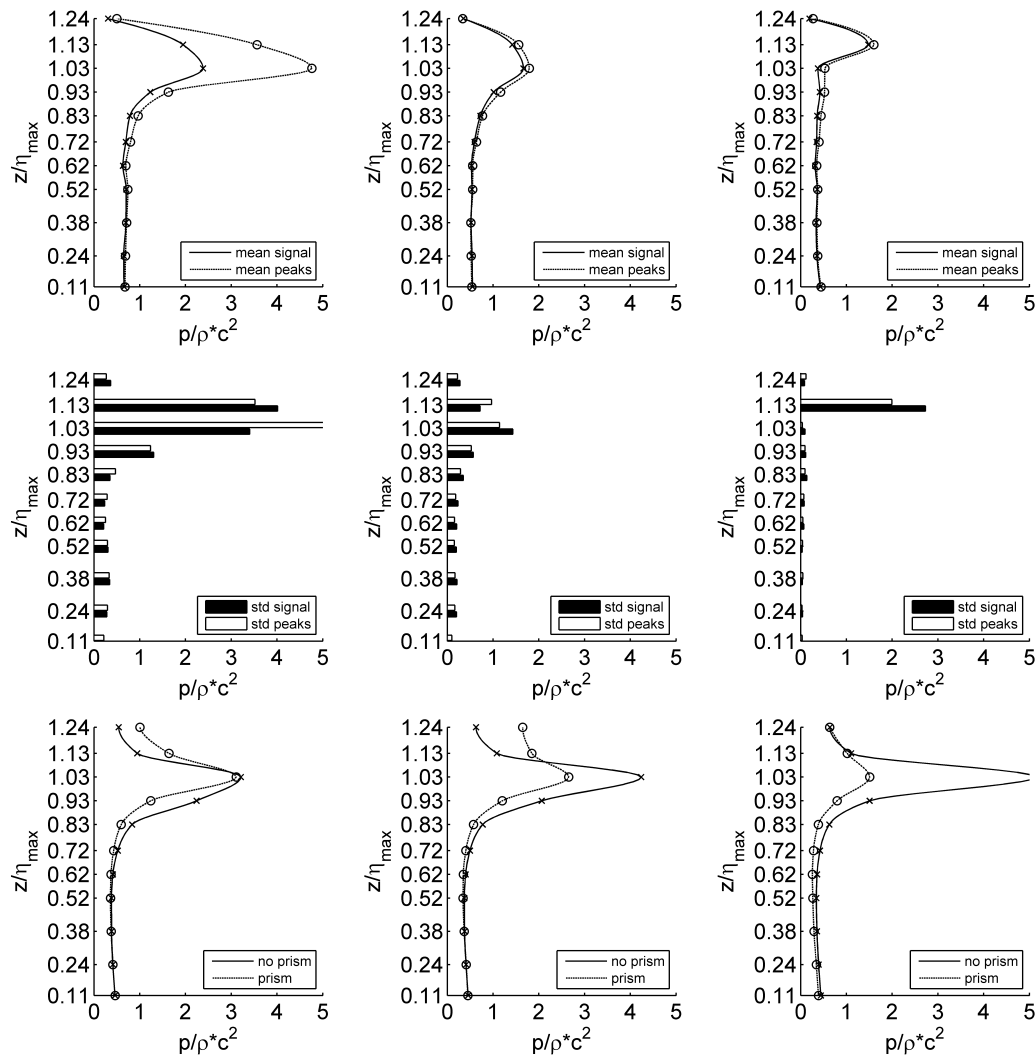 1.24 1.24 1.24
1.13 1.13 1.13
1.03 1.03 1.03
0.93 0.93 0.93
0.83 0.83 0.83
0.72 0.72 0.72
0.62 0.62 0.62
0.52 0.52 0.52
0.38 0.38 0.38
0.24 0.24 0.24
0.11 0.11 0.11
z/ηmax z/ηmax z/ηmax
mean signal mean signal mean signal
mean peaks mean peaks mean peaks
0 1 2 3 4 5 0 1 2 3 4 5 0 1 2 3 4 5
p/ρ*c² p/ρ*c² p/ρ*c²
1.24 1.24 1.24
1.13 1.13 1.13
1.03 1.03 1.03
0.93 0.93 0.93
0.83 0.83 0.83
0.72 0.72 0.72
0.62 0.62 0.62
0.52 0.52 0.52
0.38 0.38 0.38
0.24 0.24 0.24
0.11 0.11 0.11
z/ηmax z/ηmax z/ηmax
std signal std signal std signal
std peaks std peaks std peaks
0 1 2 3 4 5 0 1 2 3 4 5 0 1 2 3 4 5
p/ρ*c² p/ρ*c² p/ρ*c²
1.24 1.24 1.24
1.13 1.13 1.13
1.03 1.03 1.03
0.93 0.93 0.93
0.83 0.83 0.83
0.72 0.72 0.72
0.62 0.62 0.62
0.52 0.52 0.52
0.38 0.38 0.38
0.24 0.24 0.24
0.11 0.11 0.11
z/ηmax z/ηmax z/ηmax
no prism no prism no prism
prism prism prism
0 1 2 3 4 5 0 1 2 3 4 5 0 1 2 3 4 5
p/ρ*c² p/ρ*c² p/ρ*c²